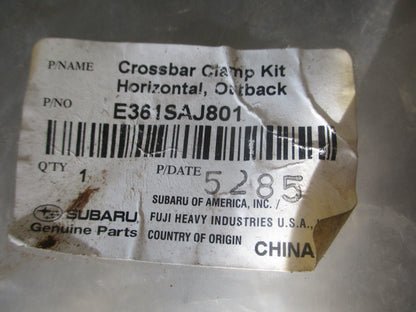 P/NAME Crossbar Clamp Kit
Horizontal, Outback
P/NO E361SAJ801
Q'TY 1 P/DATE 5285
SUBARU OF AMERICA, INC. /
SUBARU FUJI HEAVY INDUSTRIES U.S.A.,
Genuine Parts COUNTRY OF ORIGIN CHINA